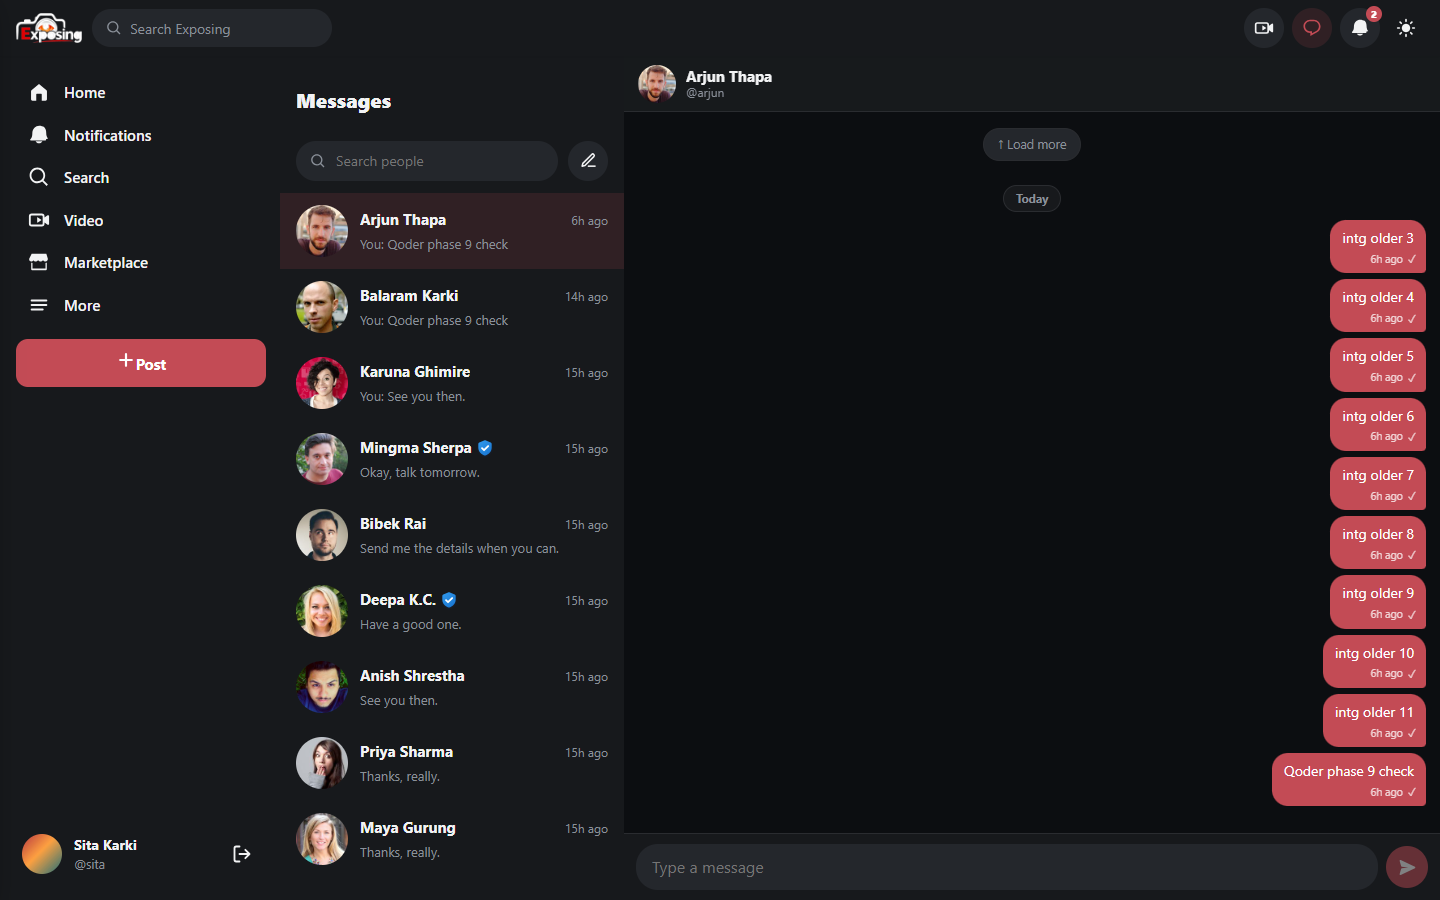 Exposing
Search Exposing
2
Home
Notifications
Search
Video
Marketplace
More
+ Post
Sita Karki
@sita
Messages
Search people
Arjun Thapa
6h ago
You: Qoder phase 9 check
Balaram Karki
14h ago
You: Qoder phase 9 check
Karuna Ghimire
15h ago
You: See you then.
Mingma Sherpa
15h ago
Okay, talk tomorrow.
Bibek Rai
15h ago
Send me the details when you can.
Deepa K.C.
15h ago
Have a good one.
Anish Shrestha
15h ago
See you then.
Priya Sharma
15h ago
Thanks, really.
Maya Gurung
15h ago
Thanks, really.
Arjun Thapa
@arjun
↑ Load more
Today
intg older 3
6h ago ✓
intg older 4
6h ago ✓
intg older 5
6h ago ✓
intg older 6
6h ago ✓
intg older 7
6h ago ✓
intg older 8
6h ago ✓
intg older 9
6h ago ✓
intg older 10
6h ago ✓
intg older 11
6h ago ✓
Qoder phase 9 check
6h ago ✓
Type a message